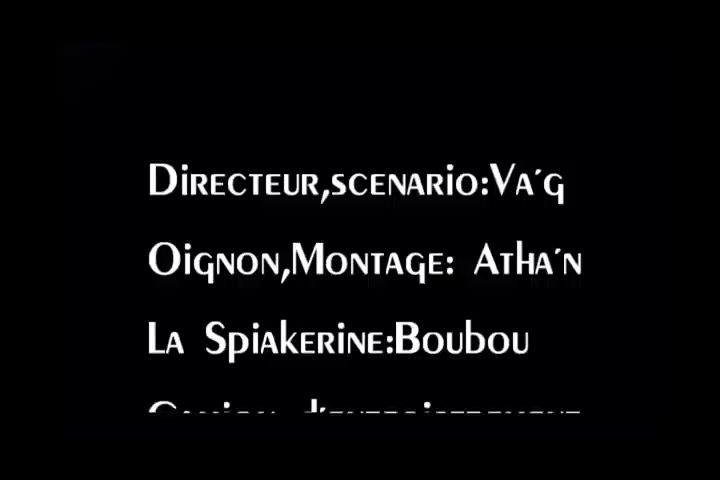 Directeur,scenario:Va'g
Oignon,Montage: Atha'n
La Spiakerine:Boubou